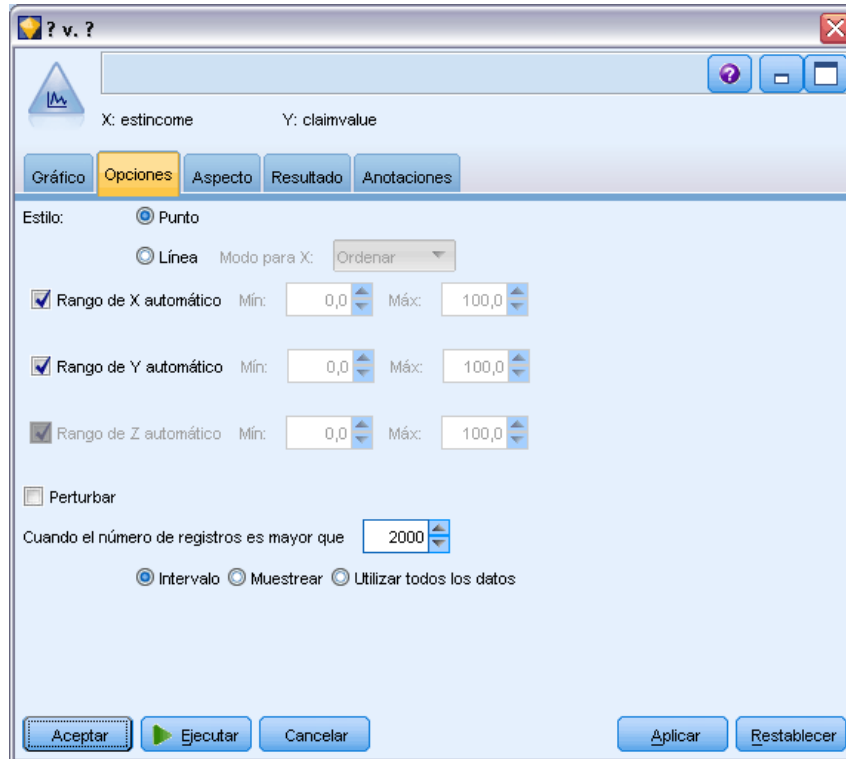 ? v. ?
X: estincome Y: claimvalue
Gráfico Opciones Aspecto Resultado Anotaciones
Estilo: Punto
Línea Modo para X: Ordenar
Rango de X automático Mín: 0,0 Máx: 100,0
Rango de Y automático Mín: 0,0 Máx: 100,0
Rango de Z automático Mín: 0,0 Máx: 100,0
Perturbar
Cuando el número de registros es mayor que 2000
Intervalo Muestrear Utilizar todos los datos
Aceptar Ejecutar Cancelar Aplicar Restablecer